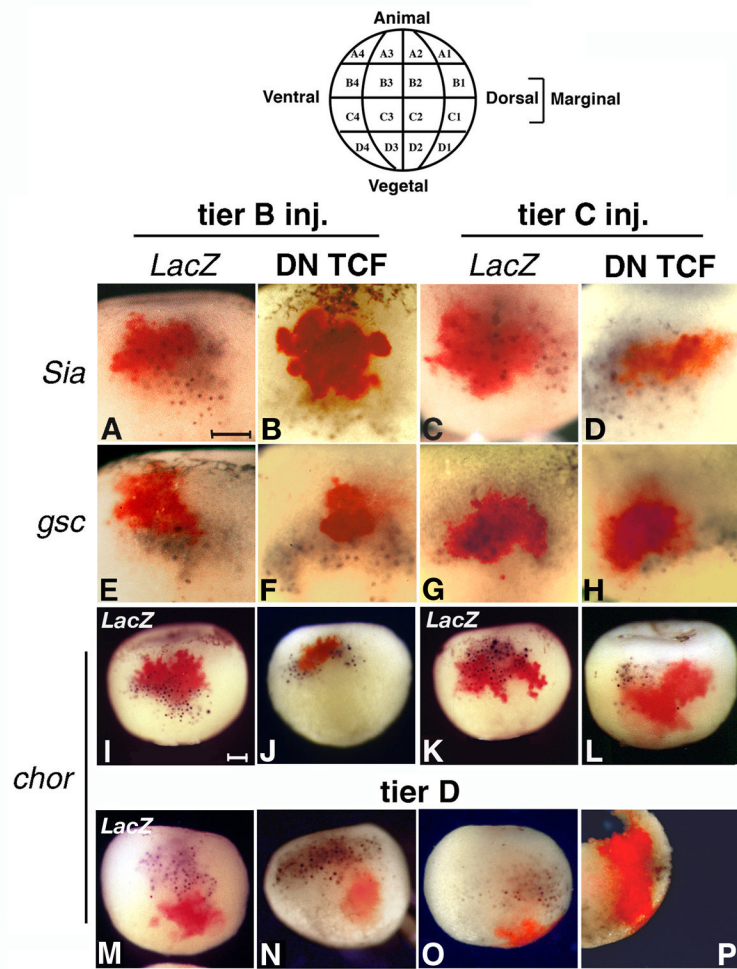 Animal
A4 A3 A2 A1
B4 B3 B2 B1
Ventral Dorsal Marginal
C4 C3 C2 C1
D4 D3 D2 D1
Vegetal
tier B inj. tier C inj.
LacZ DN TCF LacZ DN TCF
Sia
A B C D
gsc
E F G H
LacZ LacZ
I J K L
chor
tier D
LacZ
M N O P